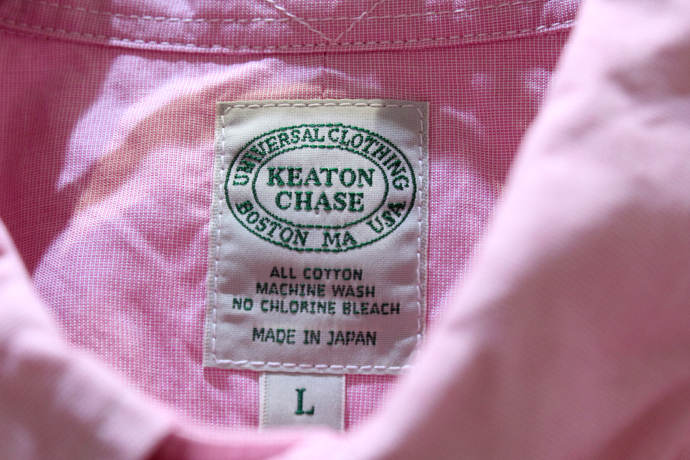 UNIVERSAL CLOTHING
KEATON
CHASE
BOSTON MA USA
ALL COTTON
MACHINE WASH
NO CHLORINE BLEACH
MADE IN JAPAN
L